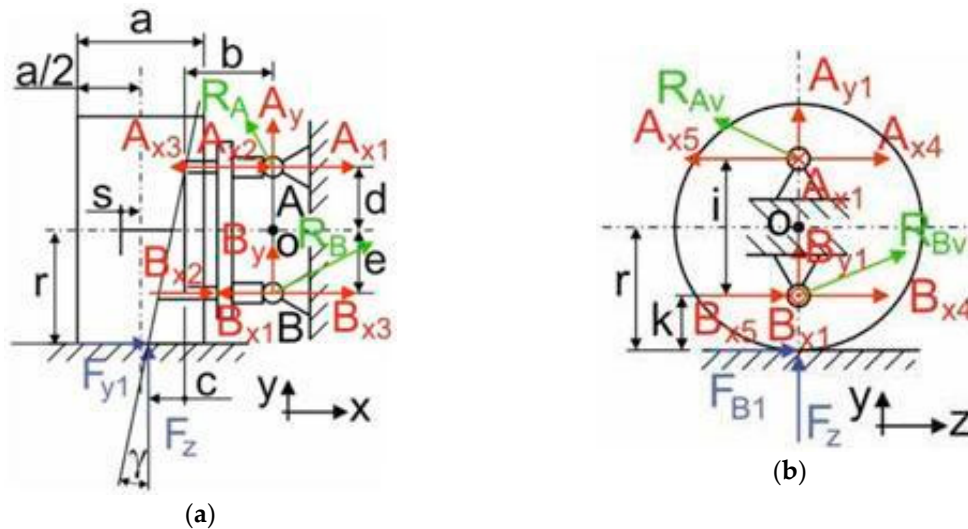 a
b
a/2
R_A
A_y
A_x3
A_x2
A_x1
A
d
s
o
R_B
B_y
e
r
B_x2
B_x1
B
B_x3
F_y1
c
y
x
F_z
γ
(a)
A_y1
R_Av
A_x5
A_x4
A_x1
i
o
R_Bv
B_y1
r
k
B_x5
B_x1
B_x4
F_B1
F_z
y
z
(b)